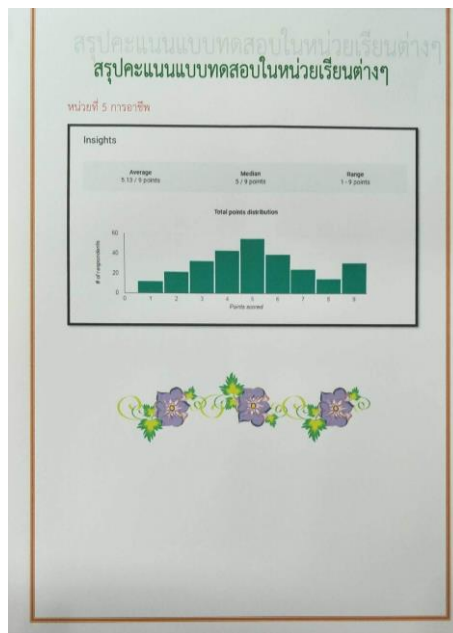 สรุปคะแนนแบบทดสอบในหน่วยเรียนต่างๆ
สรุปคะแนนแบบทดสอบในหน่วยเรียนต่างๆ
หน่วยที่ 5 การอาชีพ
Insights
Average Median Range
5.13 / 9 points 5 / 9 points 1 - 9 points
Total points distribution
# of respondents
60
40
20
0
0 1 2 3 4 5 6 7 8 9
Points scored